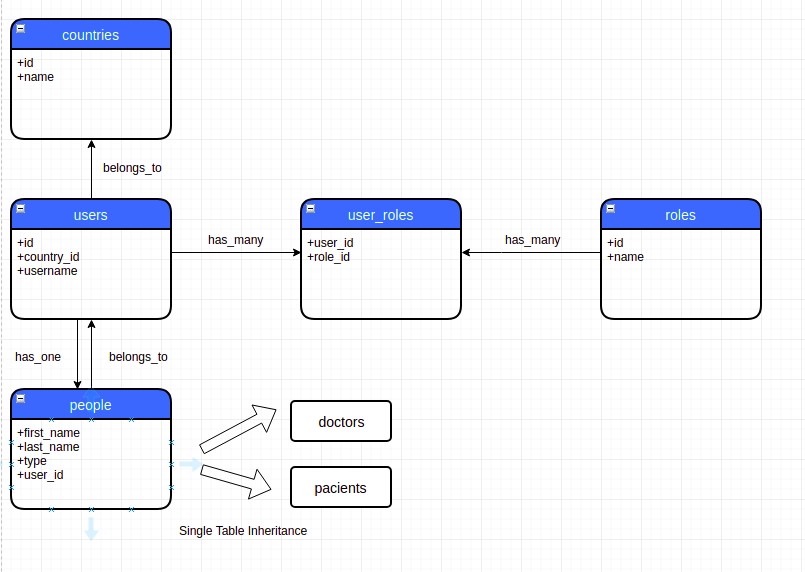 countries
+id
+name
belongs_to
users
+id
+country_id
+username
has_many
user_roles
+user_id
+role_id
has_many
roles
+id
+name
has_one
belongs_to
people
+first_name
+last_name
+type
+user_id
doctors
pacients
Single Table Inheritance